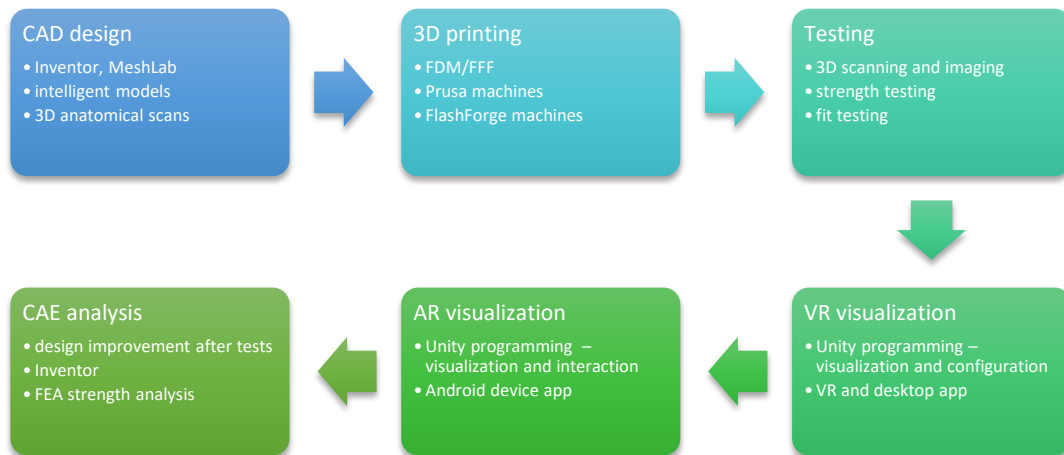 CAD design
• Inventor, MeshLab
• intelligent models
• 3D anatomical scans
3D printing
• FDM/FFF
• Prusa machines
• FlashForge machines
Testing
• 3D scanning and imaging
• strength testing
• fit testing
VR visualization
• Unity programming –
visualization and configuration
• VR and desktop app
AR visualization
• Unity programming –
visualization and interaction
• Android device app
CAE analysis
• design improvement after tests
• Inventor
• FEA strength analysis